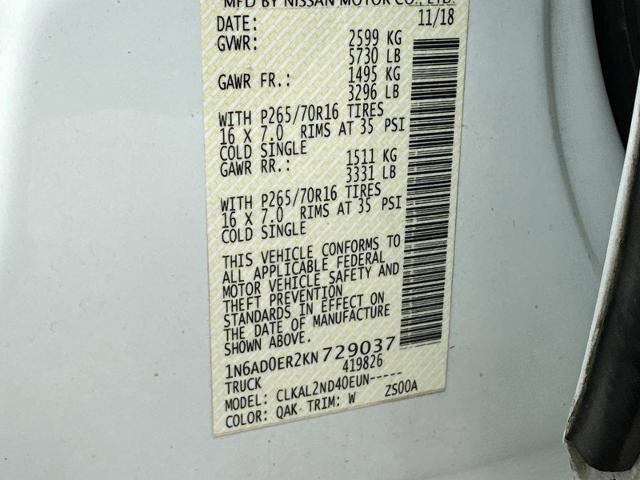 MFD BY NISSAN MOTOR CO., LTD.
DATE: 11/18
GVWR: 2599 KG
5730 LB
GAWR FR.: 1495 KG
3296 LB
WITH P265/70R16 TIRES
16 X 7.0 RIMS AT 35 PSI
COLD SINGLE
GAWR RR.: 1511 KG
3331 LB
WITH P265/70R16 TIRES
16 X 7.0 RIMS AT 35 PSI
COLD SINGLE
THIS VEHICLE CONFORMS TO
ALL APPLICABLE FEDERAL
MOTOR VEHICLE SAFETY AND
THEFT PREVENTION
STANDARDS IN EFFECT ON
THE DATE OF MANUFACTURE
1N6AD0ER2KN729037
TRUCK 419826
MODEL: CLKAL2ND40EUN-----
COLOR: QAK TRIM: W ZS00A